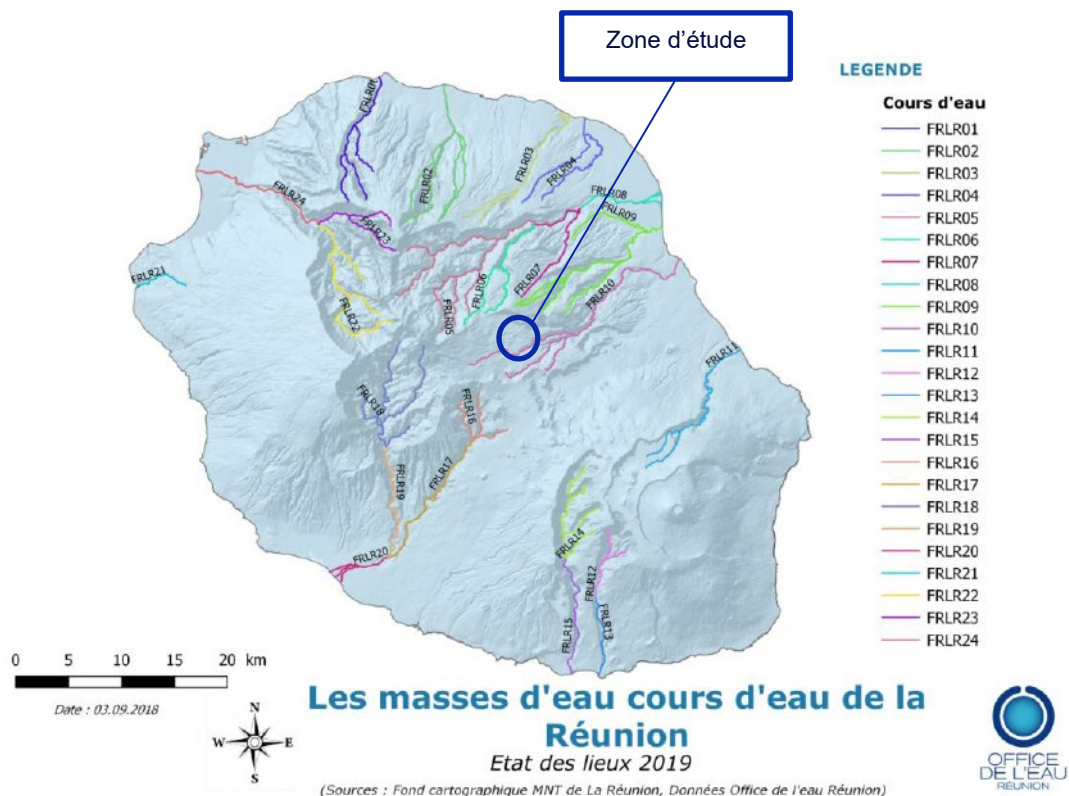 Zone d'étude
LEGENDE
Cours d'eau
FRLR01
FRLR02
FRLR03
FRLR04
FRLR05
FRLR06
FRLR07
FRLR08
FRLR09
FRLR10
FRLR11
FRLR12
FRLR13
FRLR14
FRLR15
FRLR16
FRLR17
FRLR18
FRLR19
FRLR20
FRLR21
FRLR22
FRLR23
FRLR24
FRLR01
FRLR02
FRLR03
FRLR04
FRLR08
FRLR24
FRLR09
FRLR23
FRLR21
FRLR06
FRLR07
FRLR10
FRLR05
FRLR22
FRLR11
FRLR18
FRLR16
FRLR17
FRLR19
FRLR14
FRLR20
FRLR12
FRLR15
FRLR13
0 5 10 15 20 km
Date : 03.09.2018
N
W E
S
Les masses d'eau cours d'eau de la
Réunion
Etat des lieux 2019
(Sources : Fond cartographique MNT de La Réunion, Données Office de l'eau Réunion)
OFFICE
DE L'EAU
RÉUNION